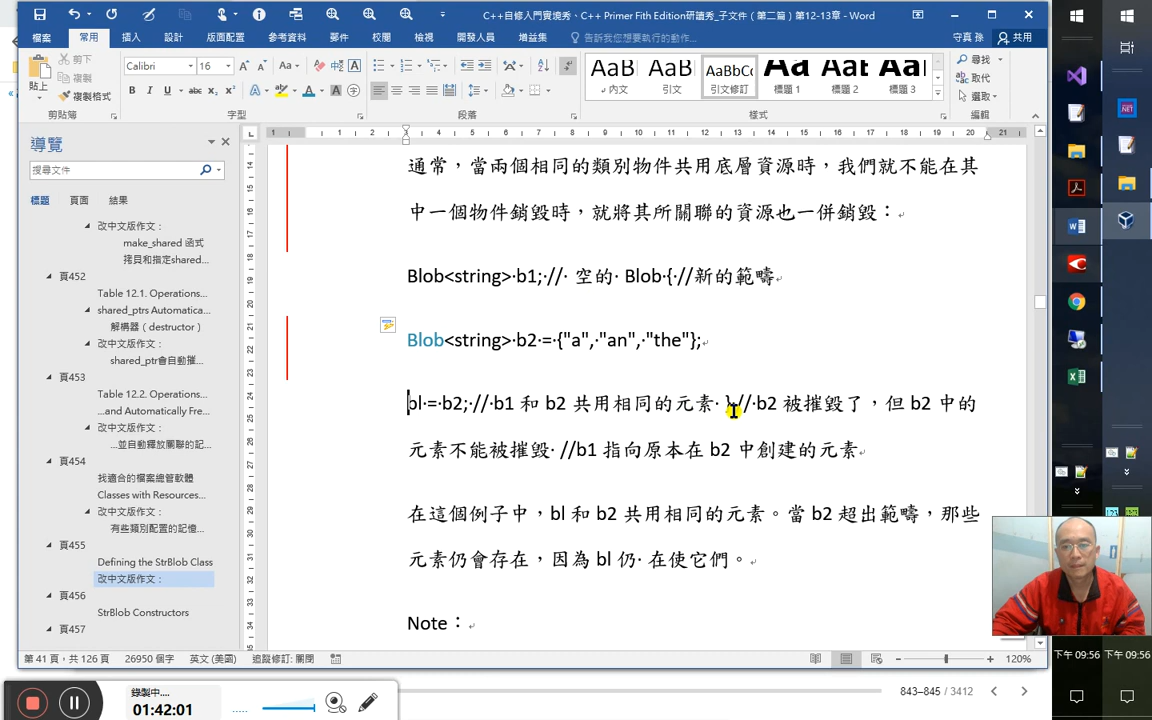 C++自修入門實境秀、C++ Primer Fith Edition研讀秀_子文件（第二篇）第12-13章 - Word
檔案 常用 插入 設計 版面配置 參考資料 郵件 校閱 檢視 開發人員 增益集 告訴我您想要執行的動作... 守真 孫 共用
貼上 剪下 複製 複製格式
Calibri 16
AaB AaB AaBbCc Aa Aat Aal
內文 引文 引文修訂 標題 1 標題 2 標題 3
尋找 取代 選取
剪貼簿 字型 段落 樣式 編輯
導覽
搜尋文件
標題 頁面 結果
改中文版作文：
make_shared 函式
拷貝和指定shared...
頁452
Table 12.1. Operations...
shared_ptrs Automatica...
解構器（destructor）
shared_ptr會自動摧...
頁453
Table 12.2. Operations...
...and Automatically Fre...
...並自動釋放關聯的記...
頁454
找適合的檔案總管軟體
Classes with Resources...
有些類別配置的記憶...
頁455
Defining the StrBlob Class
改中文版作文：
頁456
StrBlob Constructors
頁457
通常，當兩個相同的類別物件共用底層資源時，我們就不能在其
中一個物件銷毀時，就將其所關聯的資源也一併銷毀：
Blob<string>·b1;·//· 空的· Blob·{·//新的範疇
Blob<string>·b2·=·{"a",·"an",·"the"};
bl·=·b2;·//·b1 和 b2 共用相同的元素· }·//·b2 被摧毀了，但 b2 中的
元素不能被摧毀· //b1 指向原本在 b2 中創建的元素
在這個例子中，bl 和 b2 共用相同的元素。當 b2 超出範疇，那些
元素仍會存在，因為 bl 仍· 在使它們。
Note：
第 41 頁，共 126 頁 26950 個字 英文 (美國) 追蹤修訂: 關閉 120%
錄製中...
01:42:01
843–845 / 3412
下午 09:56 下午 09:56